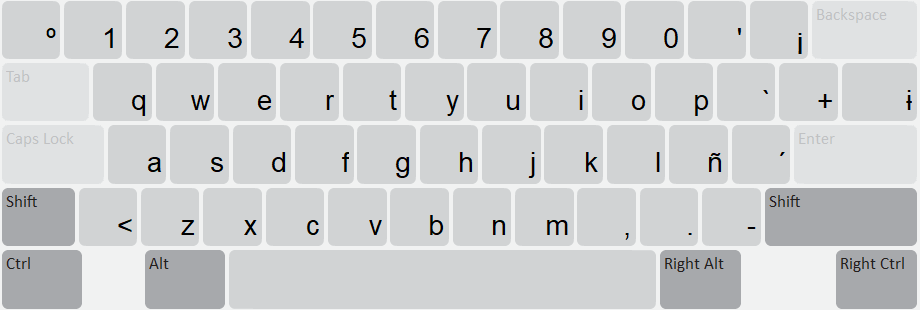 º 1 2 3 4 5 6 7 8 9 0 ' ¡ Backspace
Tab q w e r t y u i o p ` + ɨ
Caps Lock a s d f g h j k l ñ ´ Enter
Shift < z x c v b n m , . - Shift
Ctrl Alt Right Alt Right Ctrl